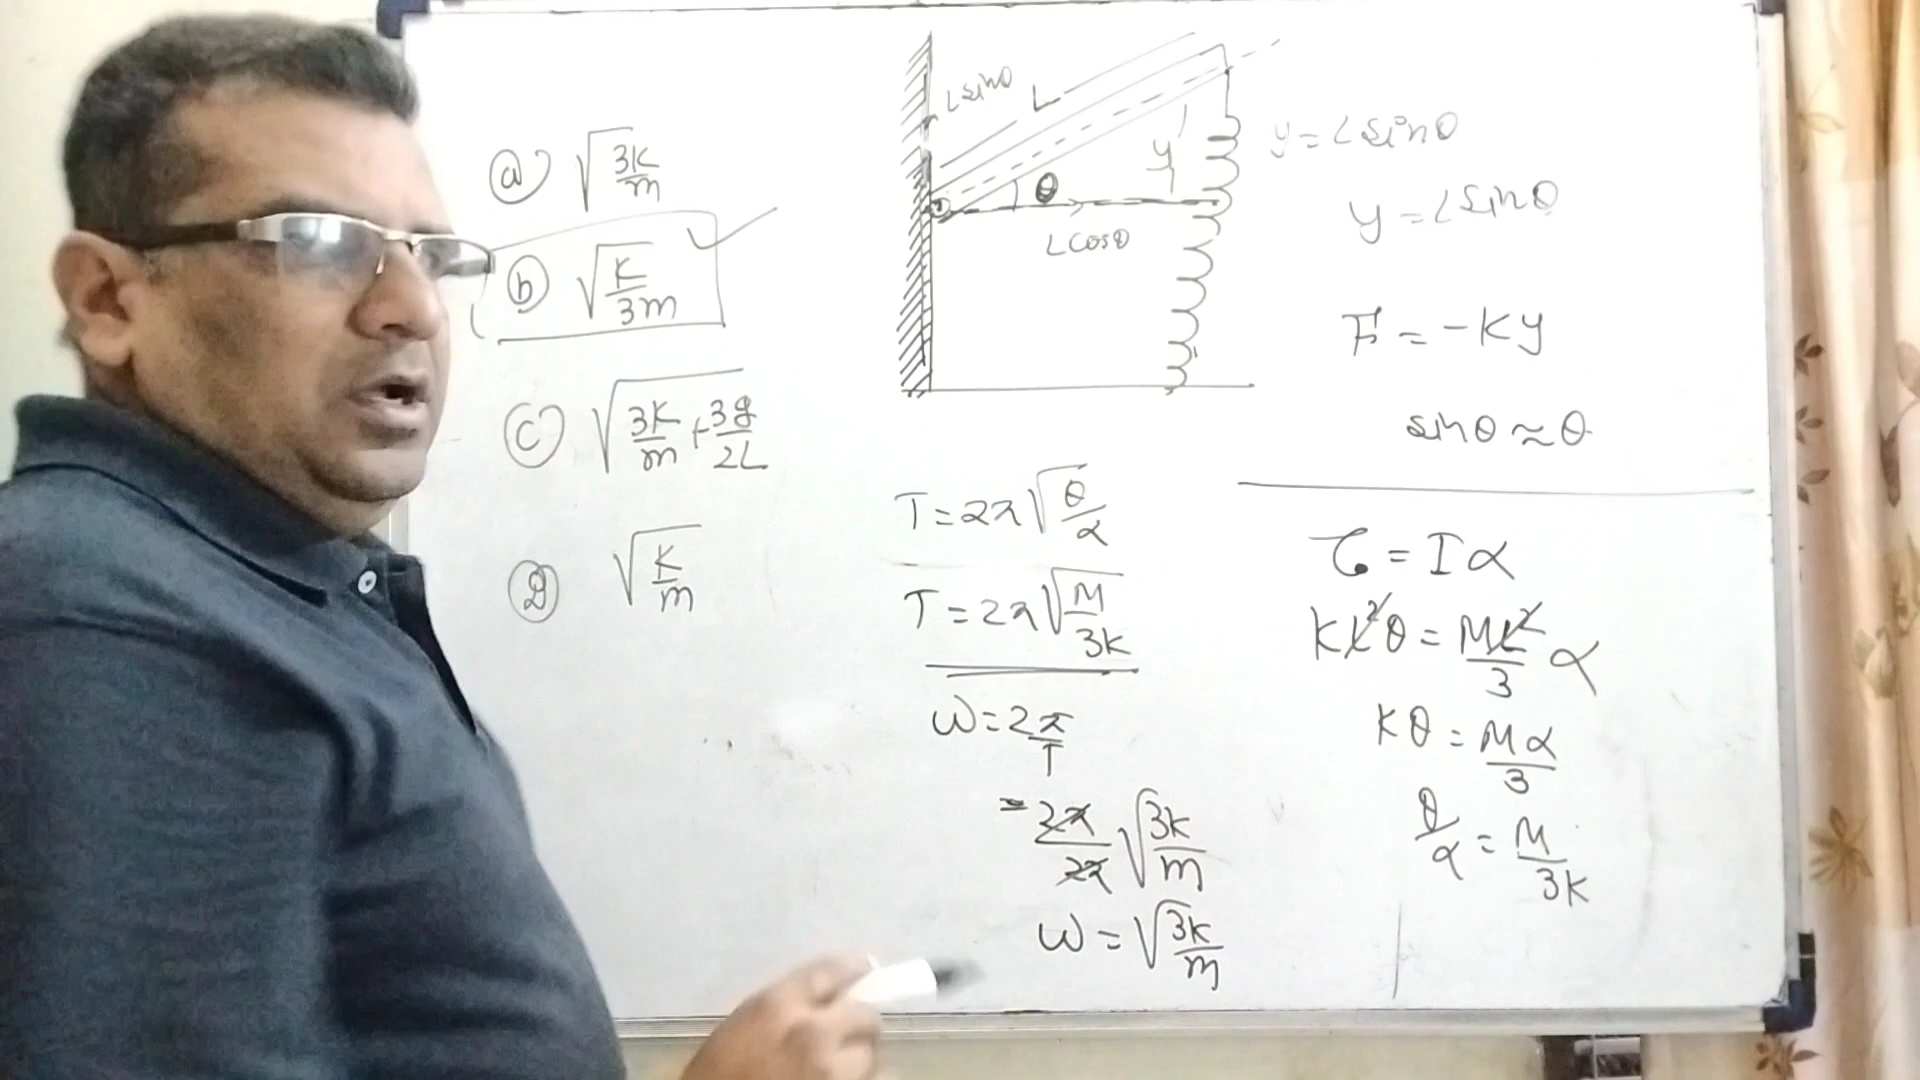 (a) √(3k/m)
(b) √(k/3m) ✓
(c) √(3k/m + 3g/2L)
(D) √(k/m)
Lsinθ
L
y
θ
Lcosθ
y = Lsinθ
y = Lsinθ
F = -ky
sinθ ≈ θ
T = 2π√(θ/α)
T = 2π√(M/3k)
ω = 2π/T
= 2π/2π √(3k/m)
ω = √(3k/m)
τ = Iα
KL²θ = ML²/3 α
Kθ = Mα/3
θ/α = M/3k